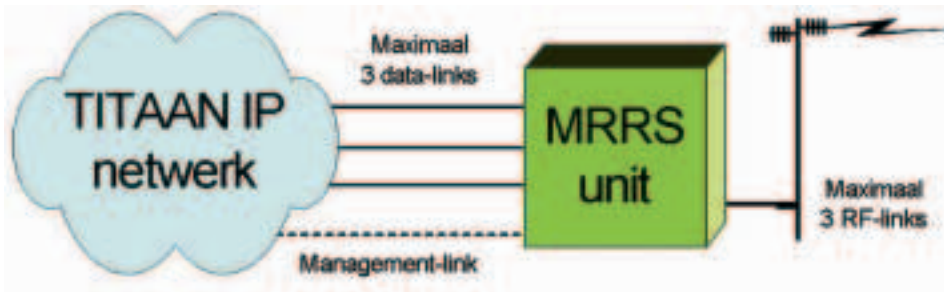 Maximaal
3 data-links
TITAAN IP
netwerk
MRRS
unit
Maximaal
3 RF-links
Management-link